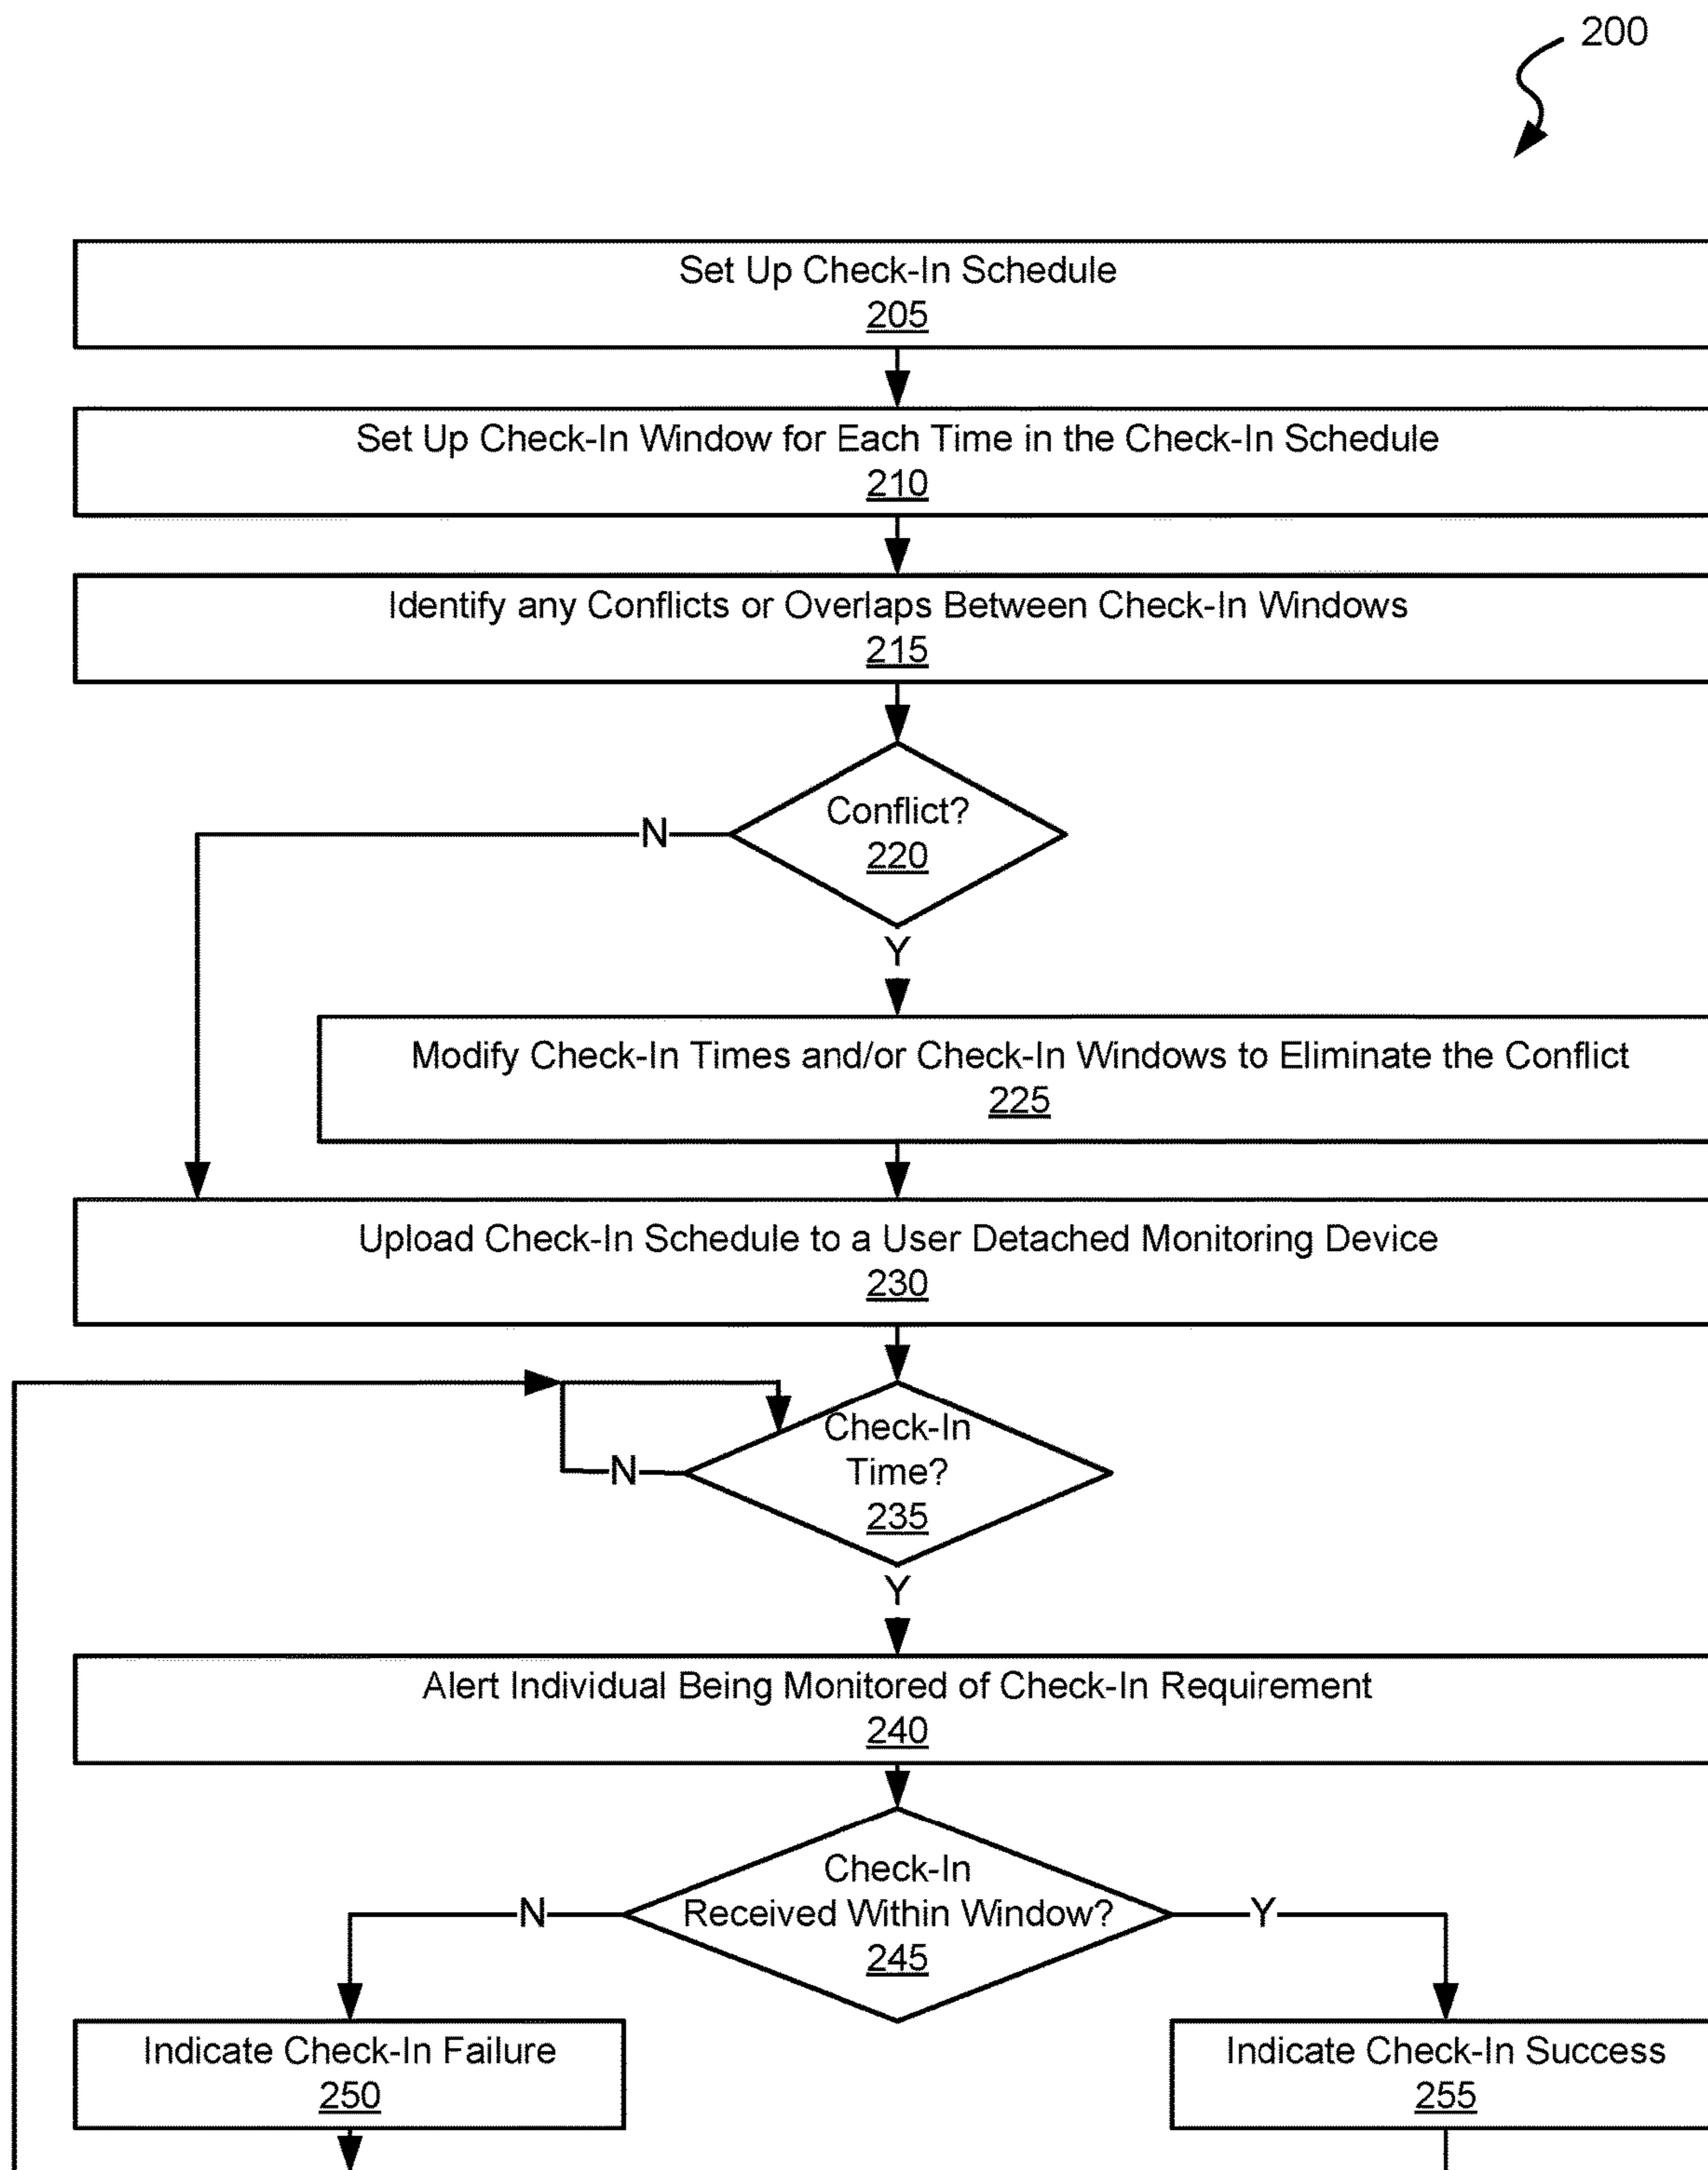 200
Set Up Check-In Schedule
205
Set Up Check-In Window for Each Time in the Check-In Schedule
210
Identify any Conflicts or Overlaps Between Check-In Windows
215
Conflict?
220
N
Y
Modify Check-In Times and/or Check-In Windows to Eliminate the Conflict
225
Upload Check-In Schedule to a User Detached Monitoring Device
230
Check-In
Time?
235
N
Y
Alert Individual Being Monitored of Check-In Requirement
240
Check-In
Received Within Window?
245
N
Y
Indicate Check-In Failure
250
Indicate Check-In Success
255